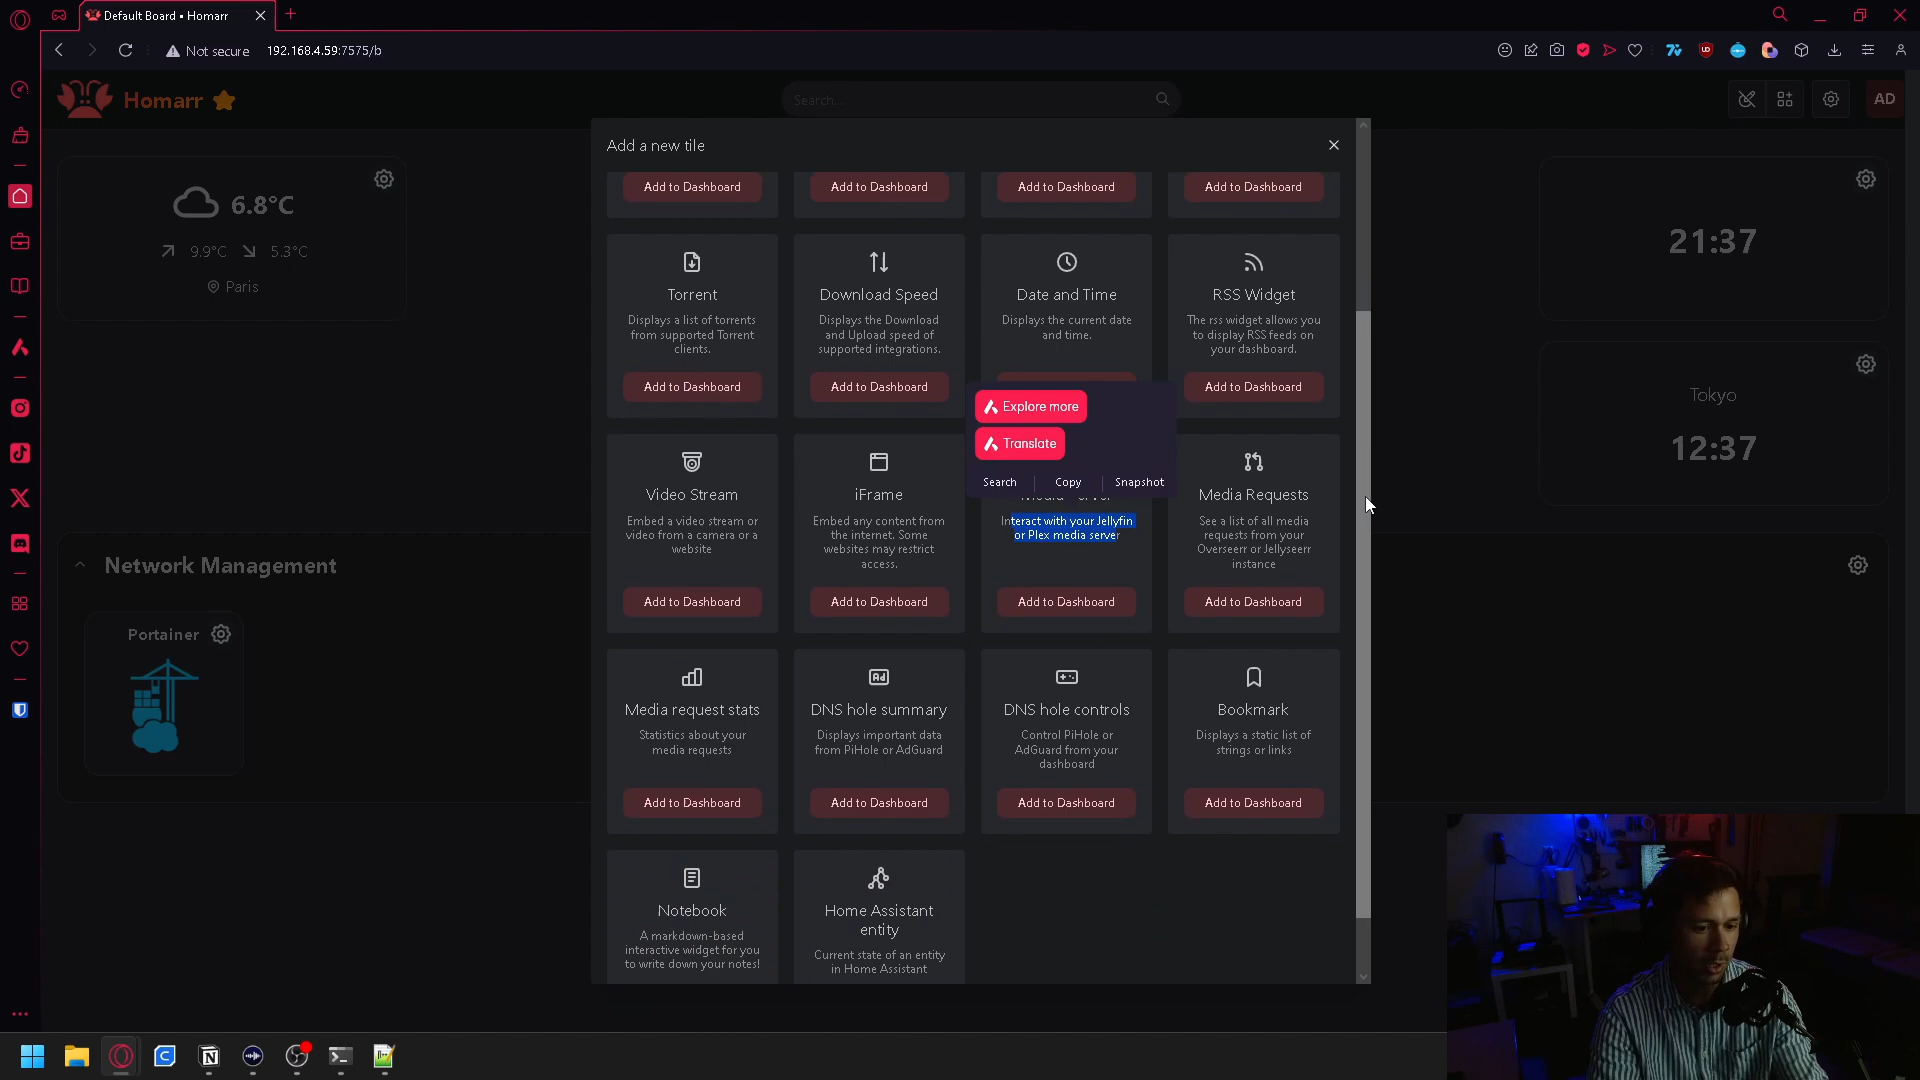 Default Board • Homarr
Not secure
192.168.4.59:7575/b
Homarr
Search...
AD
Add a new tile
6.8°C
9.9°C
5.3°C
Paris
21:37
Tokyo
12:37
Network Management
Portainer
Add to Dashboard
Add to Dashboard
Add to Dashboard
Add to Dashboard
Torrent
Displays a list of torrents
from supported Torrent
clients.
Add to Dashboard
Download Speed
Displays the Download
and Upload speed of
supported integrations.
Add to Dashboard
Date and Time
Displays the current date
and time.
RSS Widget
The rss widget allows you
to display RSS feeds on
your dashboard.
Add to Dashboard
Explore more
Translate
Search
Copy
Snapshot
Video Stream
Embed a video stream or
video from a camera or a
website
Add to Dashboard
iFrame
Embed any content from
the internet. Some
websites may restrict
access.
Add to Dashboard
Interact with your Jellyfin
or Plex media server
Add to Dashboard
Media Requests
See a list of all media
requests from your
Overseerr or Jellyseerr
instance
Add to Dashboard
Media request stats
Statistics about your
media requests
Add to Dashboard
DNS hole summary
Displays important data
from PiHole or AdGuard
Add to Dashboard
DNS hole controls
Control PiHole or
AdGuard from your
dashboard
Add to Dashboard
Bookmark
Displays a static list of
strings or links
Add to Dashboard
Notebook
A markdown-based
interactive widget for you
to write down your notes!
Home Assistant
entity
Current state of an entity
in Home Assistant